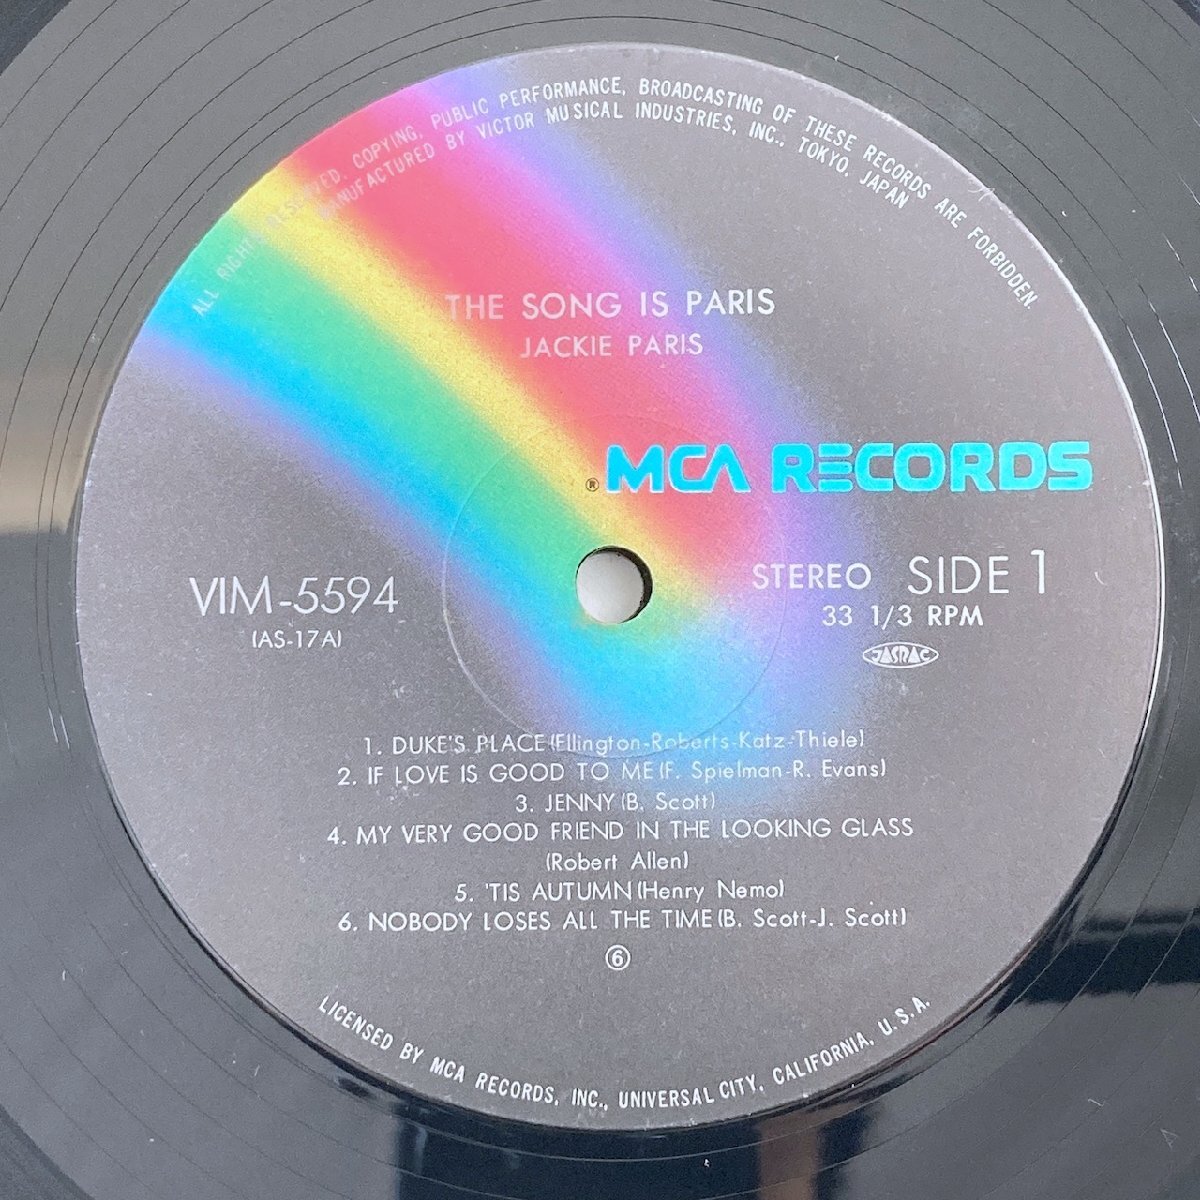 ALL RIGHTS RESERVED. COPYING, PUBLIC PERFORMANCE, BROADCASTING OF THESE RECORDS ARE FORBIDDEN.
MANUFACTURED BY VICTOR MUSICAL INDUSTRIES, INC., TOKYO, JAPAN
THE SONG IS PARIS
JACKIE PARIS
® MCA RECORDS
VIM-5594
(AS-17A)
STEREO SIDE 1
33 1/3 RPM
JASRAC
1. DUKE'S PLACE (Ellington-Roberts-Katz-Thiele)
2. IF LOVE IS GOOD TO ME (F. Spielman-R. Evans)
3. JENNY (B. Scott)
4. MY VERY GOOD FRIEND IN THE LOOKING GLASS
(Robert Allen)
5. 'TIS AUTUMN (Henry Nemo)
6. NOBODY LOSES ALL THE TIME (B. Scott-J. Scott)
⑥
LICENSED BY MCA RECORDS, INC., UNIVERSAL CITY, CALIFORNIA, U.S.A.